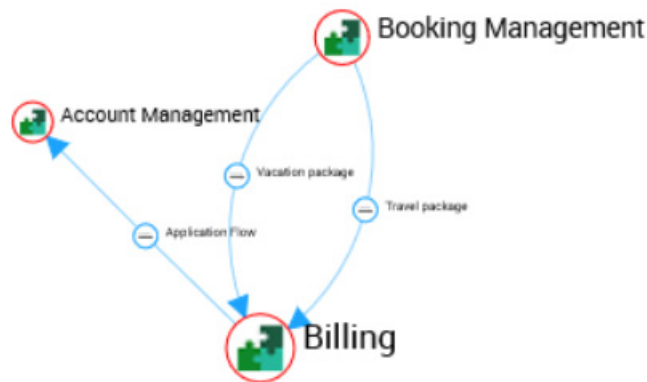 Booking Management
Account Management
Vacation package
Travel package
Application Flow
Billing